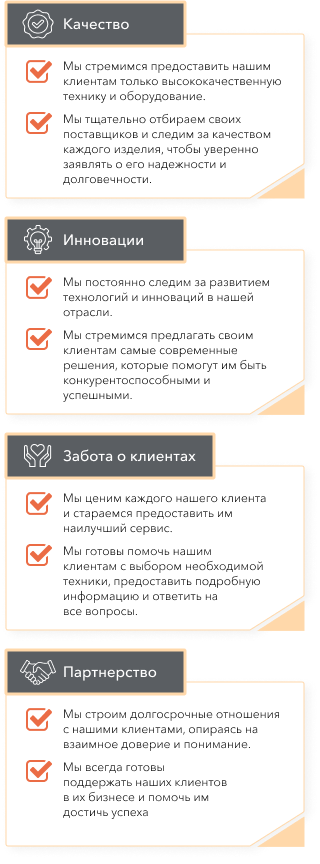 Качество
Мы стремимся предоставить нашим
клиентам только высококачественную
технику и оборудование.
Мы тщательно отбираем своих
поставщиков и следим за качеством
каждого изделия, чтобы уверенно
заявлять о его надежности и
долговечности.
Инновации
Мы постоянно следим за развитием
технологий и инноваций в нашей
отрасли.
Мы стремимся предлагать своим
клиентам самые современные
решения, которые помогут им быть
конкурентоспособными и
успешными.
Забота о клиентах
Мы ценим каждого нашего клиента
и стараемся предоставить им
наилучший сервис.
Мы готовы помочь нашим
клиентам с выбором необходимой
техники, предоставить подробную
информацию и ответить на
все вопросы.
Партнерство
Мы строим долгосрочные отношения
с нашими клиентами, опираясь на
взаимное доверие и понимание.
Мы всегда готовы
поддержать наших клиентов
в их бизнесе и помочь им
достичь успеха